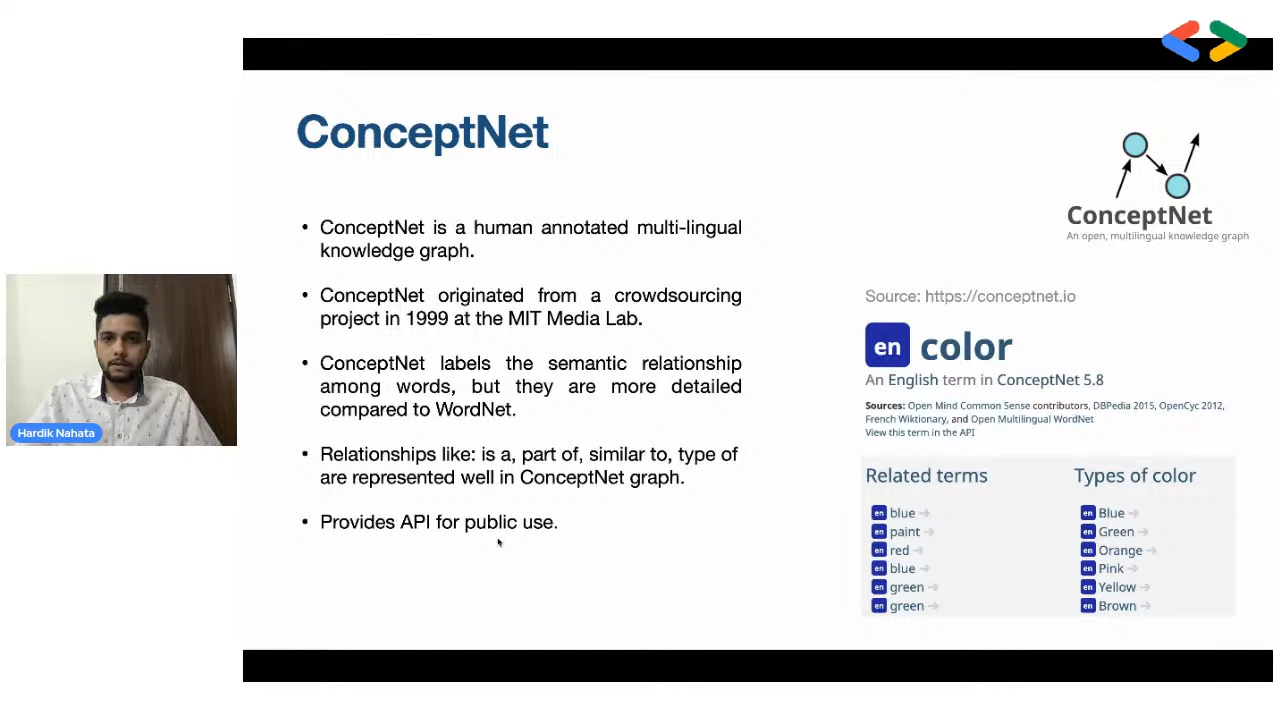 ConceptNet
• ConceptNet is a human annotated multi-lingual
knowledge graph.
• ConceptNet originated from a crowdsourcing
project in 1999 at the MIT Media Lab.
• ConceptNet labels the semantic relationship
among words, but they are more detailed
compared to WordNet.
• Relationships like: is a, part of, similar to, type of
are represented well in ConceptNet graph.
• Provides API for public use.
ConceptNet
An open, multilingual knowledge graph
Source: https://conceptnet.io
en color
An English term in ConceptNet 5.8
Sources: Open Mind Common Sense contributors, DBPedia 2015, OpenCyc 2012,
French Wiktionary, and Open Multilingual WordNet
View this term in the API
Related terms
en blue →
en paint →
en red →
en blue →
en green →
en green →
Types of color
en Blue →
en Green →
en Orange →
en Pink →
en Yellow →
en Brown →
Hardik Nahata